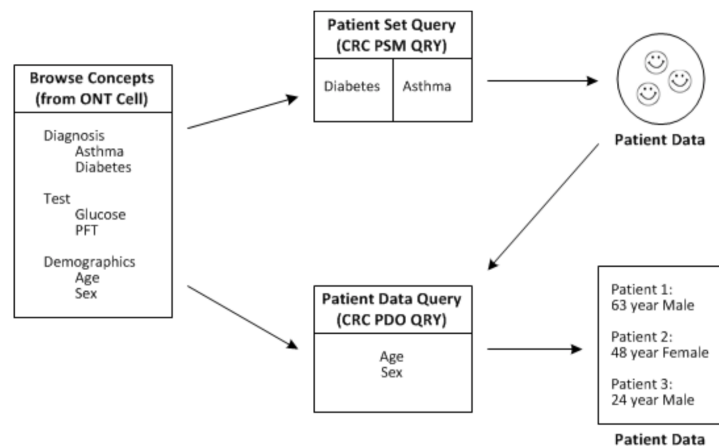 Browse Concepts
(from ONT Cell)
Diagnosis
Asthma
Diabetes
Test
Glucose
PFT
Demographics
Age
Sex
Patient Set Query
(CRC PSM QRY)
Diabetes
Asthma
Patient Data
Patient Data Query
(CRC PDO QRY)
Age
Sex
Patient 1:
63 year Male
Patient 2:
48 year Female
Patient 3:
24 year Male
Patient Data